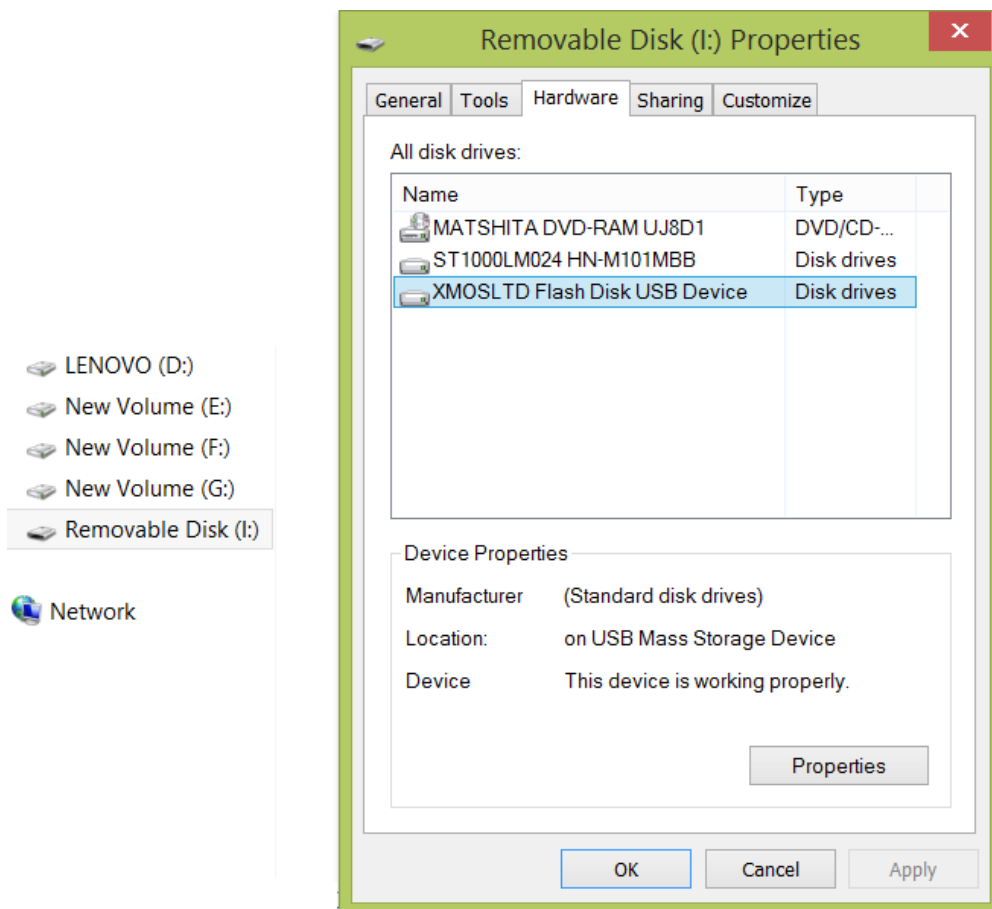 LENOVO (D:)
New Volume (E:)
New Volume (F:)
New Volume (G:)
Removable Disk (I:)
Network
Removable Disk (I:) Properties
General Tools Hardware Sharing Customize
All disk drives:
Name Type
MATSHITA DVD-RAM UJ8D1 DVD/CD-...
ST1000LM024 HN-M101MBB Disk drives
XMOSLTD Flash Disk USB Device Disk drives
Device Properties
Manufacturer (Standard disk drives)
Location: on USB Mass Storage Device
Device This device is working properly.
Properties
OK Cancel Apply